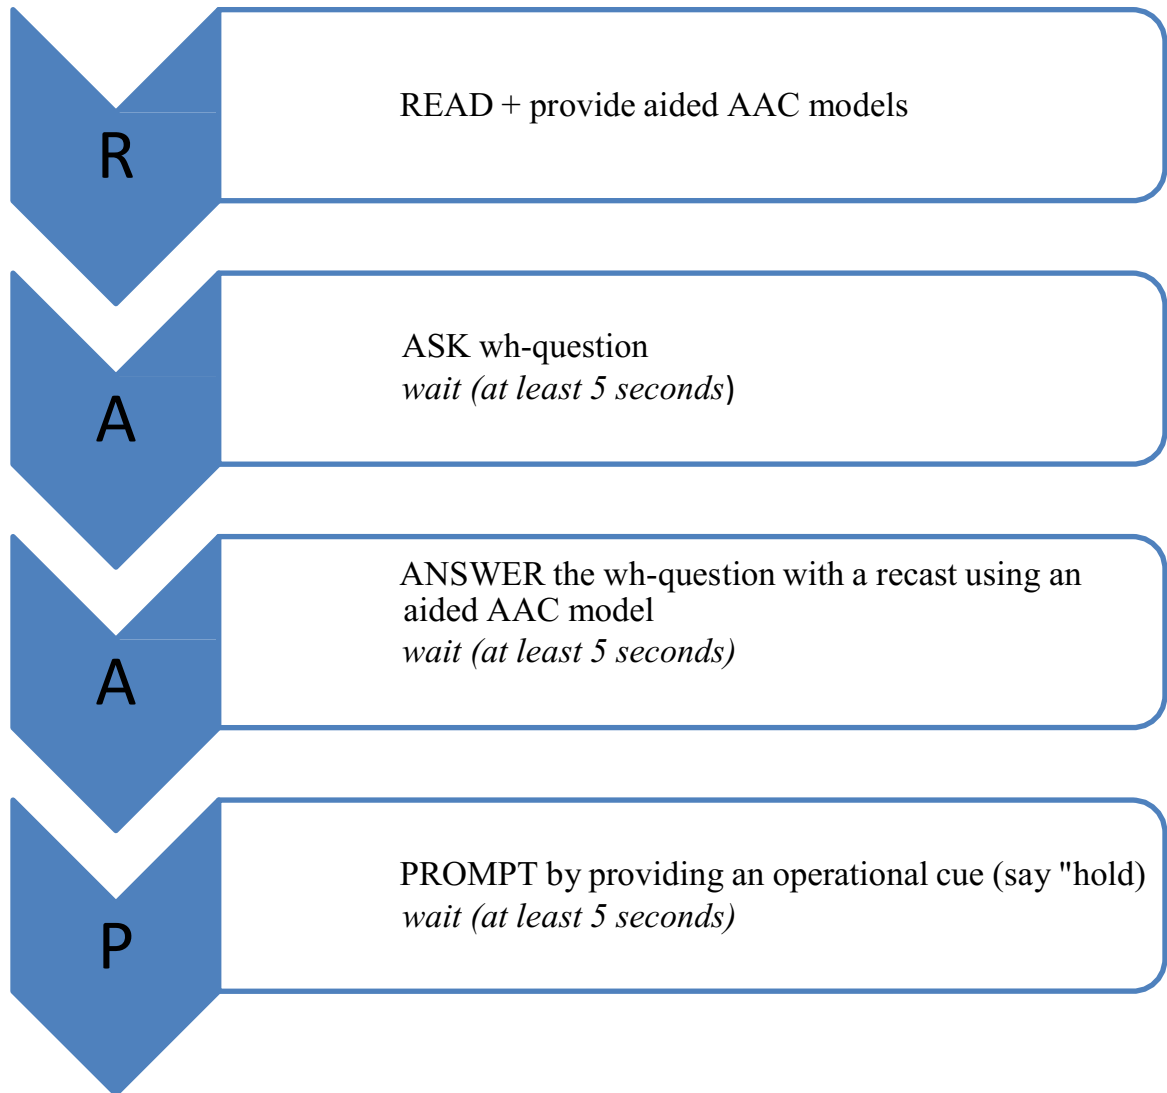 R
READ + provide aided AAC models
A
ASK wh-question
wait (at least 5 seconds)
A
ANSWER the wh-question with a recast using an
aided AAC model
wait (at least 5 seconds)
P
PROMPT by providing an operational cue (say "hold)
wait (at least 5 seconds)